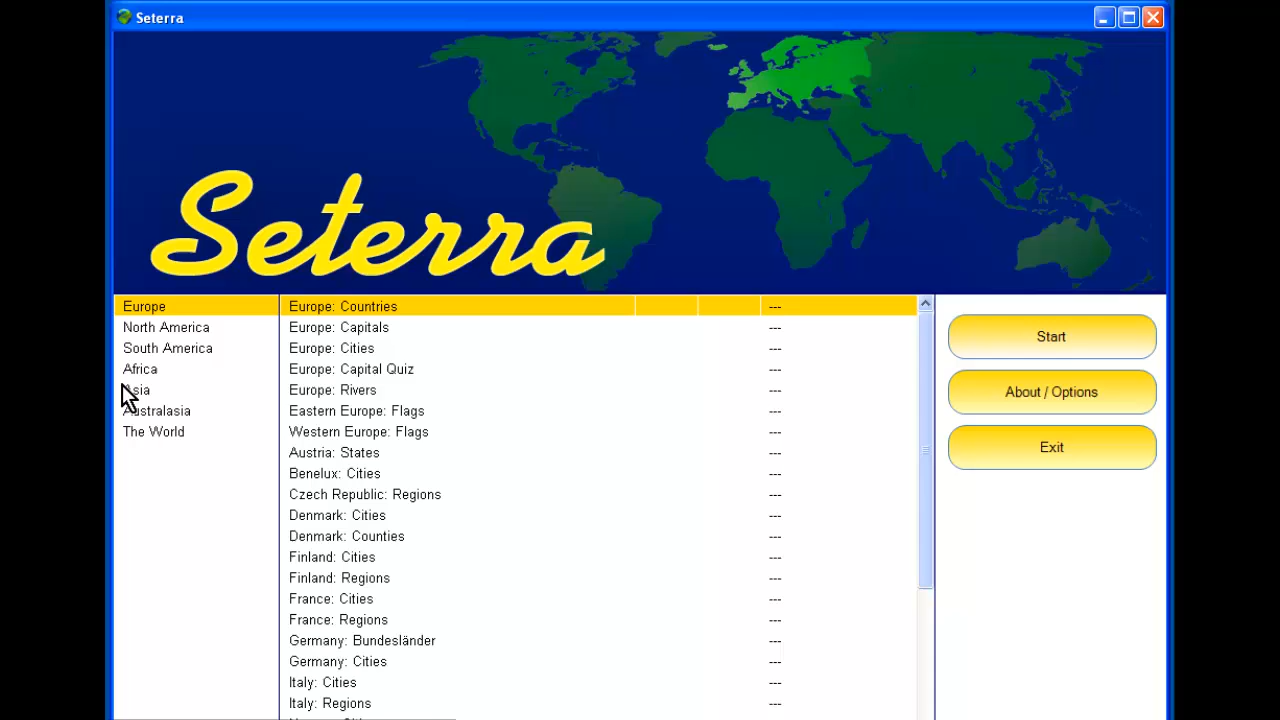 Seterra
Seterra
Europe
North America
South America
Africa
Asia
Australasia
The World
Europe: Countries ---
Europe: Capitals ---
Europe: Cities ---
Europe: Capital Quiz ---
Europe: Rivers ---
Eastern Europe: Flags ---
Western Europe: Flags ---
Austria: States ---
Benelux: Cities ---
Czech Republic: Regions ---
Denmark: Cities ---
Denmark: Counties ---
Finland: Cities ---
Finland: Regions ---
France: Cities ---
France: Regions ---
Germany: Bundesländer ---
Germany: Cities ---
Italy: Cities ---
Italy: Regions ---
Start
About / Options
Exit